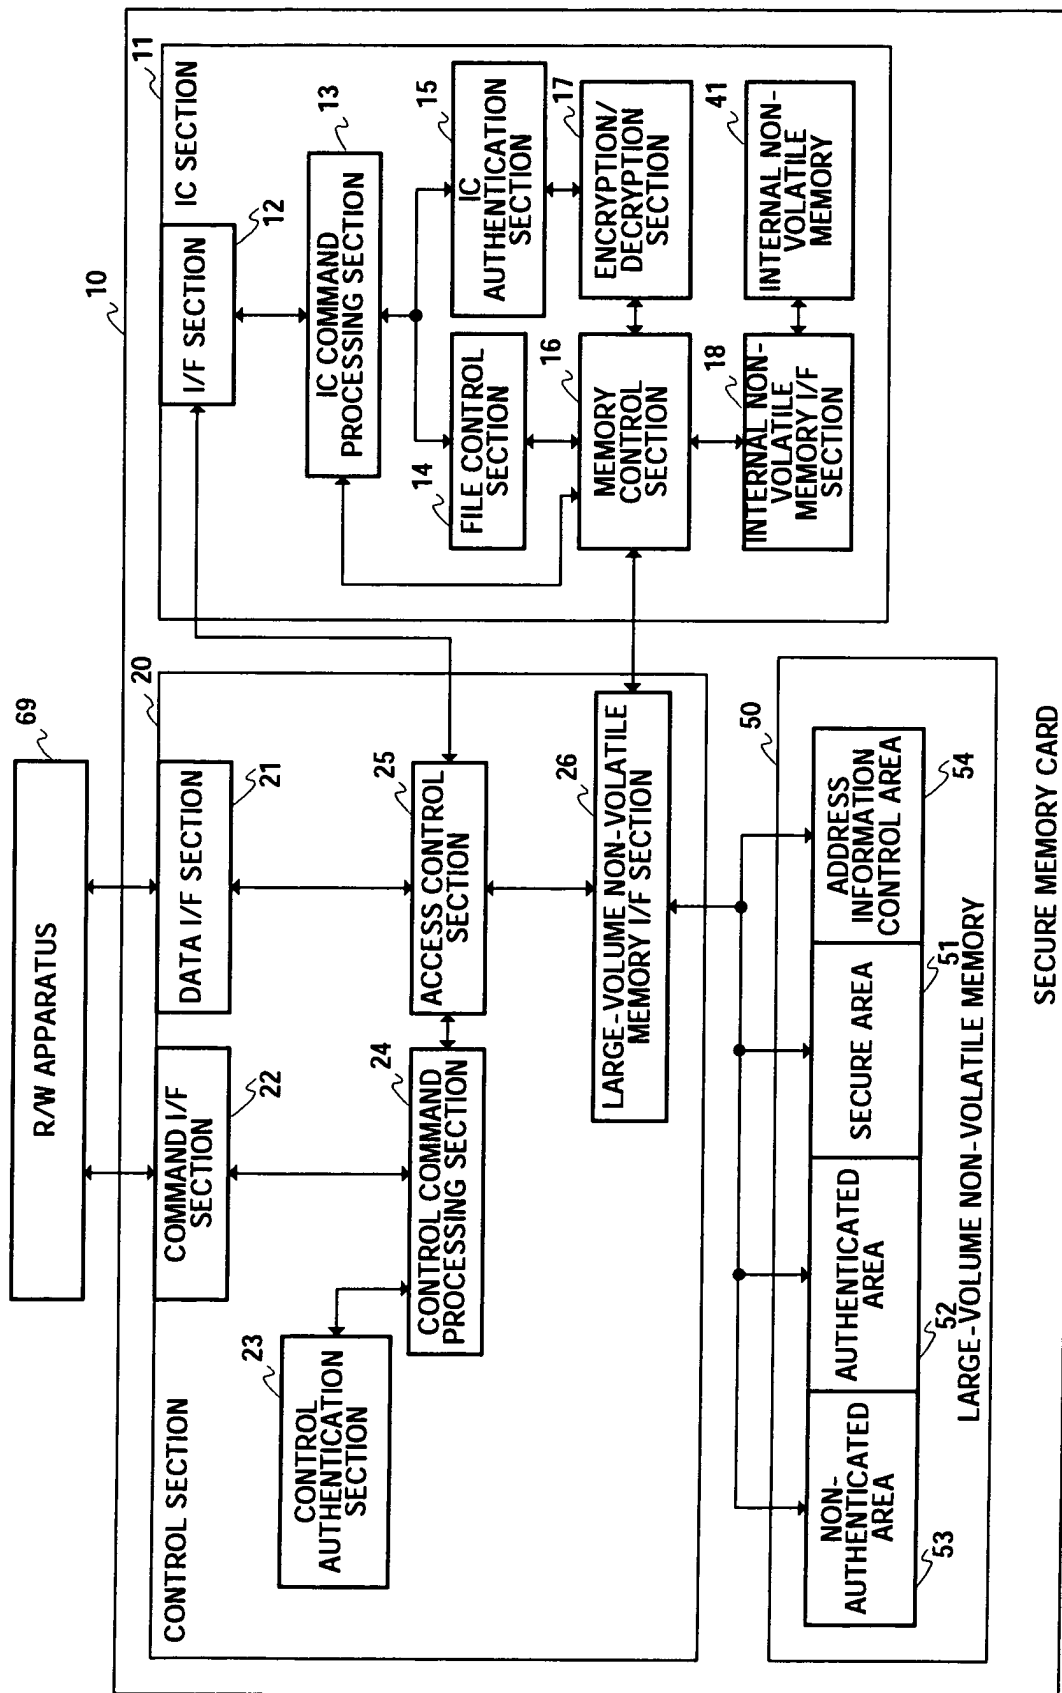 R/W APPARATUS
69
10
CONTROL SECTION
20
COMMAND I/F
SECTION
22
DATA I/F SECTION
21
CONTROL
AUTHENTICATION
SECTION
23
CONTROL COMMAND
PROCESSING SECTION
24
ACCESS CONTROL
SECTION
25
LARGE-VOLUME NON-VOLATILE
MEMORY I/F SECTION
26
IC SECTION
11
I/F SECTION
12
IC COMMAND
PROCESSING SECTION
13
FILE CONTROL
SECTION
14
IC
AUTHENTICATION
SECTION
15
MEMORY
CONTROL
SECTION
16
ENCRYPTION/
DECRYPTION
SECTION
17
INTERNAL NON-
VOLATILE
MEMORY I/F
SECTION
18
INTERNAL NON-
VOLATILE
MEMORY
41
50
NON-
AUTHENTICATED
AREA
53
AUTHENTICATED
AREA
52
SECURE AREA
51
ADDRESS
INFORMATION
CONTROL AREA
54
LARGE-VOLUME NON-VOLATILE MEMORY
SECURE MEMORY CARD